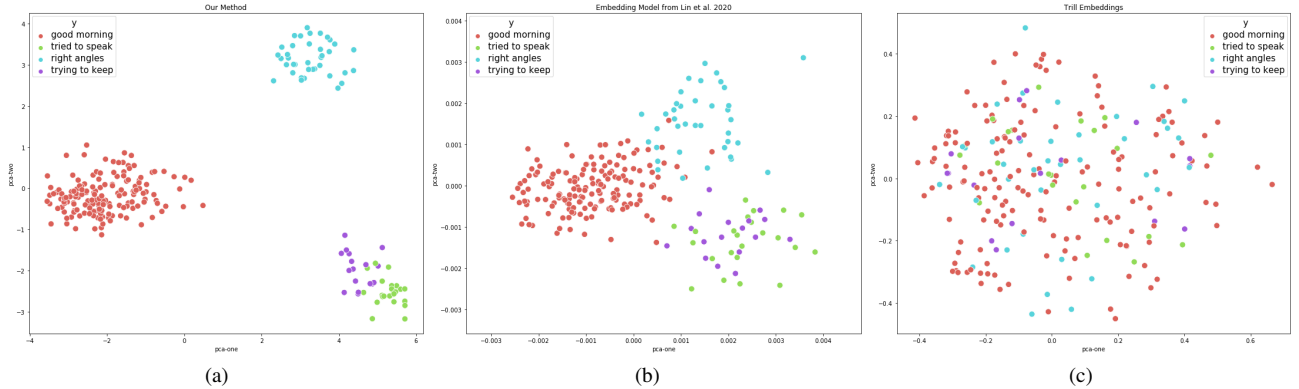 Our Method
y
good morning
tried to speak
right angles
trying to keep
4
3
2
1
0
−1
−2
−3
pca-two
−4
−2
0
2
4
6
pca-one
(a)
Embedding Model from Lin et al. 2020
y
good morning
tried to speak
right angles
trying to keep
0.004
0.003
0.002
0.001
0.000
−0.001
−0.002
−0.003
pca-two
−0.003
−0.002
−0.001
0.000
0.001
0.002
0.003
0.004
pca-one
(b)
Trill Embeddings
y
good morning
tried to speak
right angles
trying to keep
0.4
0.2
0.0
−0.2
−0.4
pca-two
−0.4
−0.2
0.0
0.2
0.4
0.6
pca-one
(c)